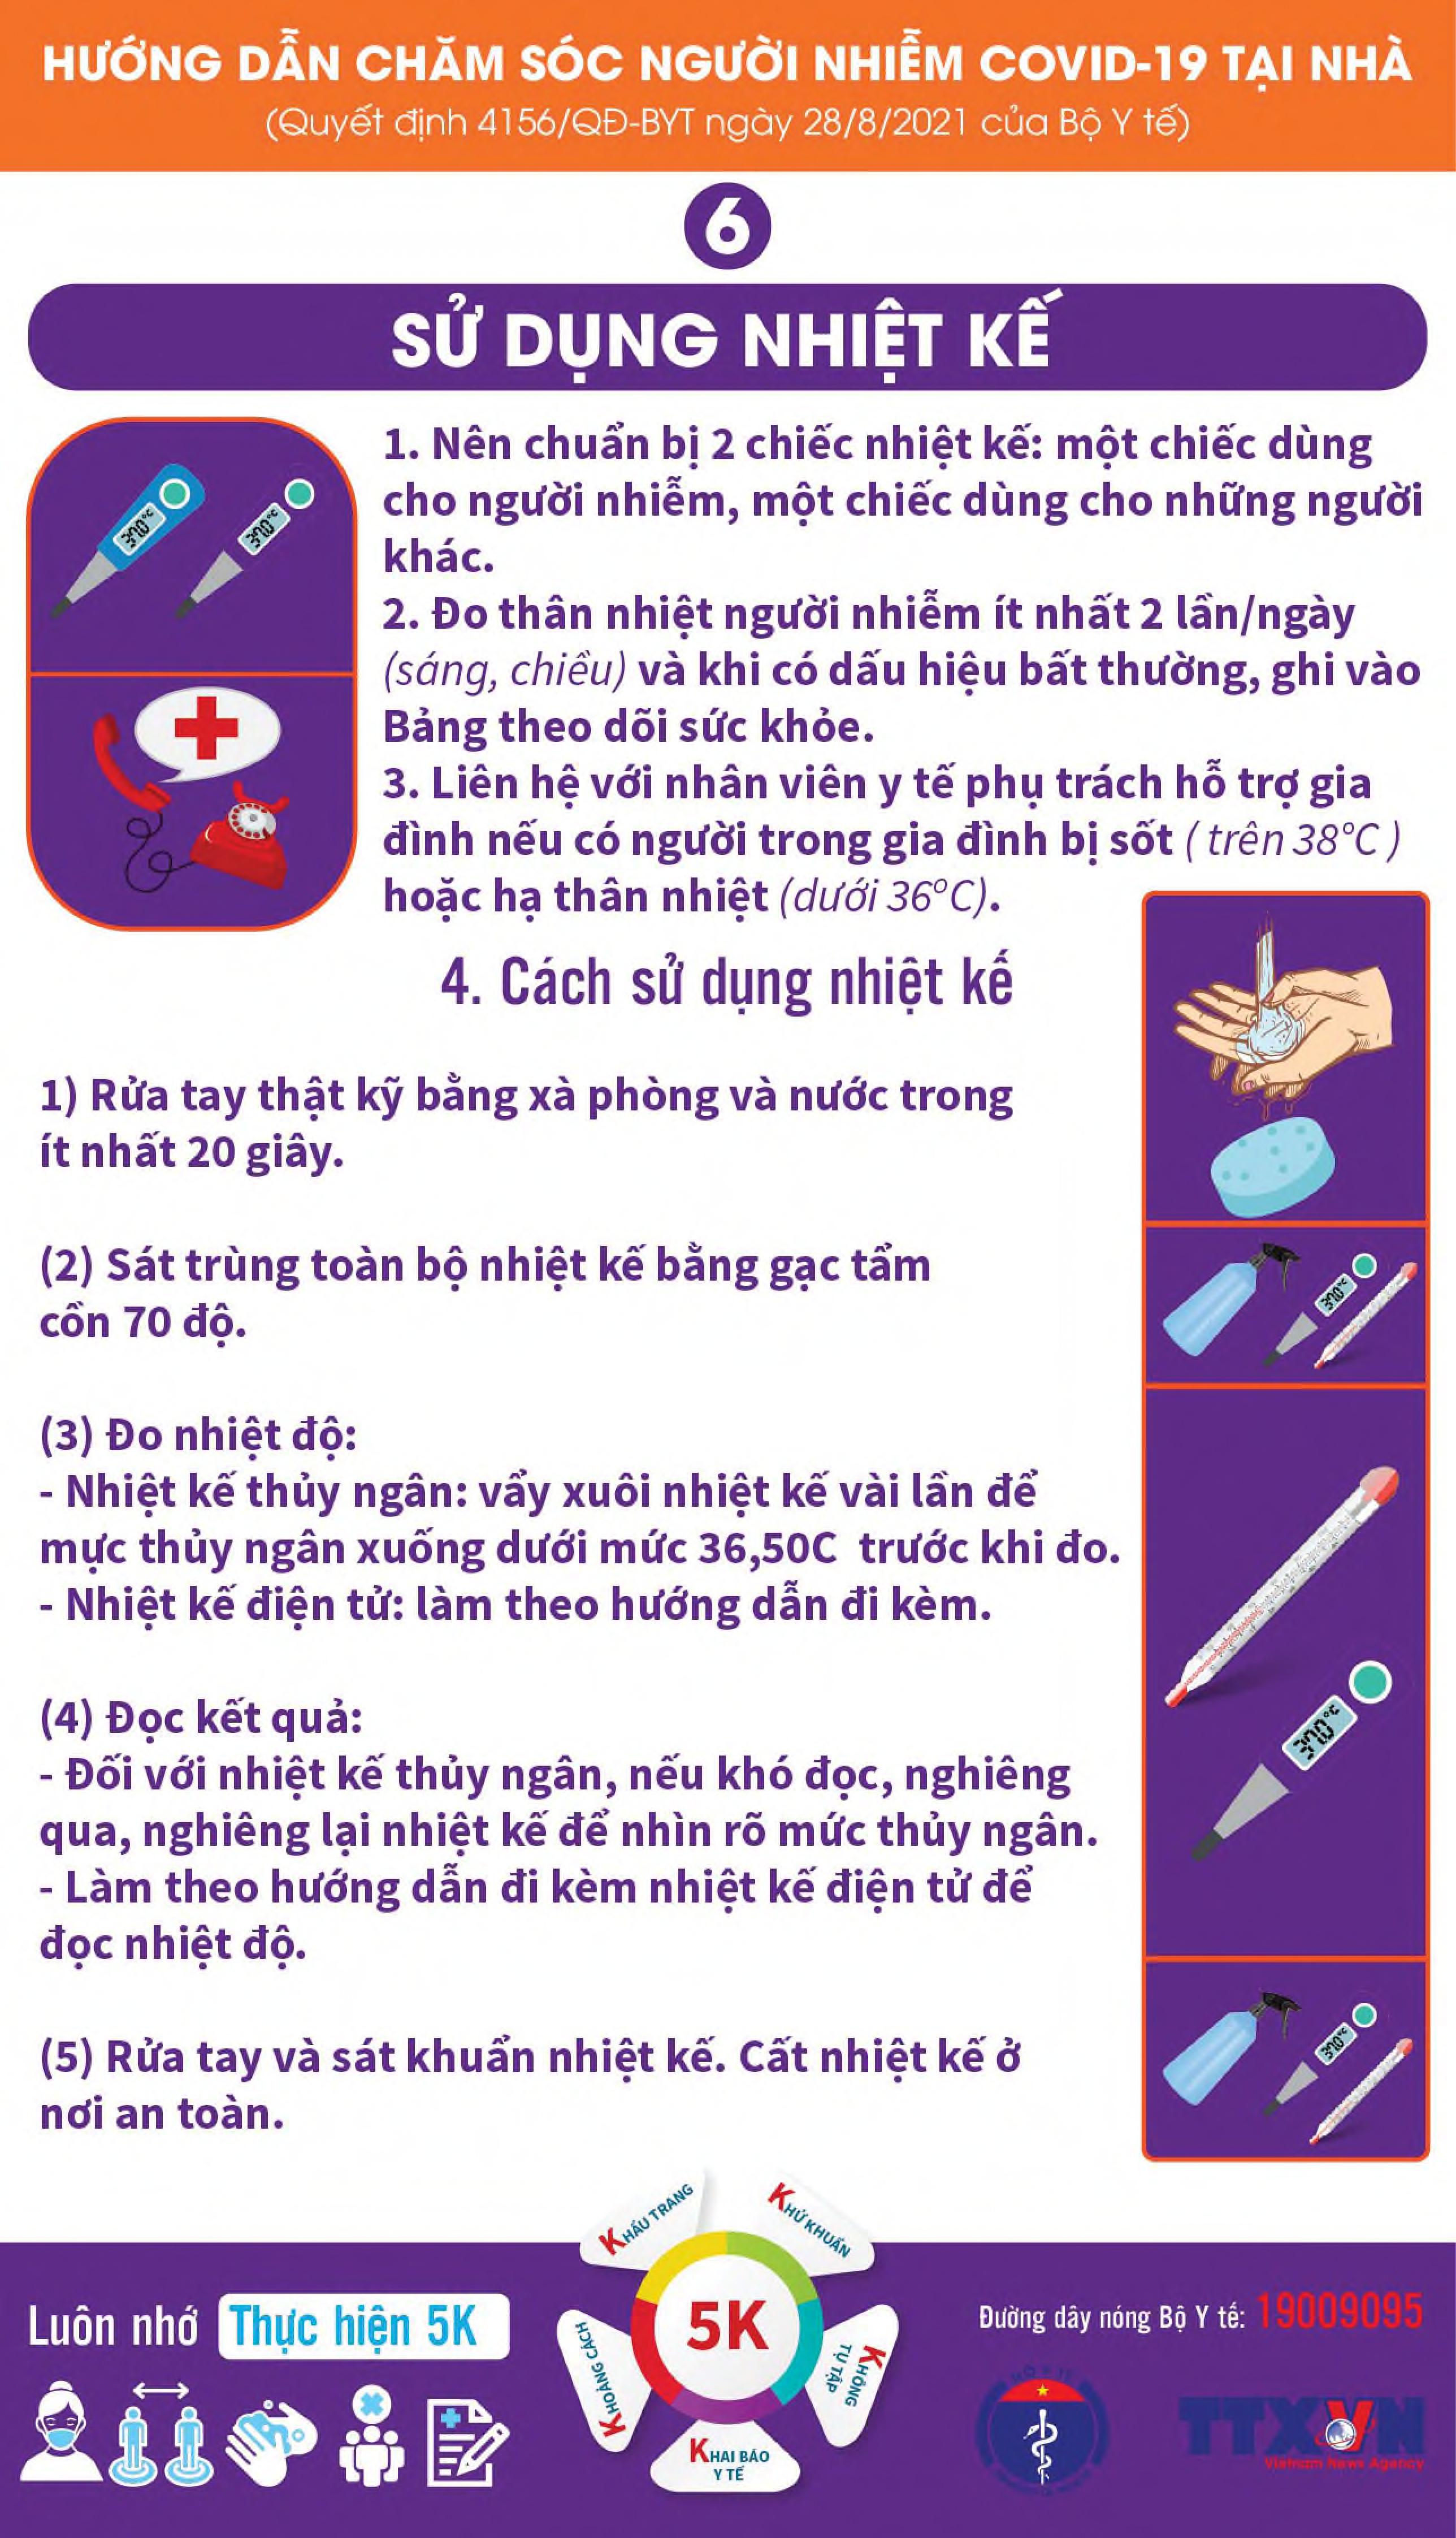 HƯỚNG DẪN CHĂM SÓC NGƯỜI NHIỄM COVID-19 TẠI NHÀ
(Quyết định 4156/QĐ-BYT ngày 28/8/2021 của Bộ Y tế)
6
SỬ DỤNG NHIỆT KẾ
1. Nên chuẩn bị 2 chiếc nhiệt kế: một chiếc dùng
cho người nhiễm, một chiếc dùng cho những người
khác.
2. Đo thân nhiệt người nhiễm ít nhất 2 lần/ngày
(sáng, chiều) và khi có dấu hiệu bất thường, ghi vào
Bảng theo dõi sức khỏe.
3. Liên hệ với nhân viên y tế phụ trách hỗ trợ gia
đình nếu có người trong gia đình bị sốt ( trên 38°C )
hoặc hạ thân nhiệt (dưới 36°C).
37.0°C
37.0°C
4. Cách sử dụng nhiệt kế
1) Rửa tay thật kỹ bằng xà phòng và nước trong
ít nhất 20 giây.
(2) Sát trùng toàn bộ nhiệt kế bằng gạc tẩm
cồn 70 độ.
37.0°C
(3) Đo nhiệt độ:
- Nhiệt kế thủy ngân: vẩy xuôi nhiệt kế vài lần để
mực thủy ngân xuống dưới mức 36,50C trước khi đo.
- Nhiệt kế điện tử: làm theo hướng dẫn đi kèm.
(4) Đọc kết quả:
- Đối với nhiệt kế thủy ngân, nếu khó đọc, nghiêng
qua, nghiêng lại nhiệt kế để nhìn rõ mức thủy ngân.
- Làm theo hướng dẫn đi kèm nhiệt kế điện tử để
đọc nhiệt độ.
37.0°C
(5) Rửa tay và sát khuẩn nhiệt kế. Cất nhiệt kế ở
nơi an toàn.
37.0°C
Luôn nhớ Thực hiện 5K
KHẨU TRANG
KHỬ KHUẨN
KHOẢNG CÁCH
5K
KHÔNG
TỤ TẬP
KHAI BÁO
Y TẾ
Đường dây nóng Bộ Y tế: 19009095
BỘ Y TẾ
TTXVN
Vietnam News Agency